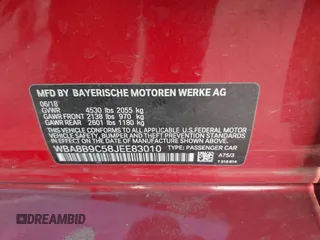 MFD BY BAYERISCHE MOTOREN WERKE AG
06/18
GVWR 4530 lbs 2055 kg
GAWR FRONT 2138 lbs 970 kg
GAWR REAR 2601 lbs 1180 kg
THIS VEHICLE CONFORMS TO ALL APPLICABLE U.S. FEDERAL MOTOR
VEHICLE SAFETY, BUMPER, AND THEFT PREVENTION STANDARDS IN
EFFECT ON THE DATE OF MANUFACTURE SHOWN ABOVE.
WBA8B9C58JEE83010 TYPE: PASSENGER CAR
A75/3
DREAMBID